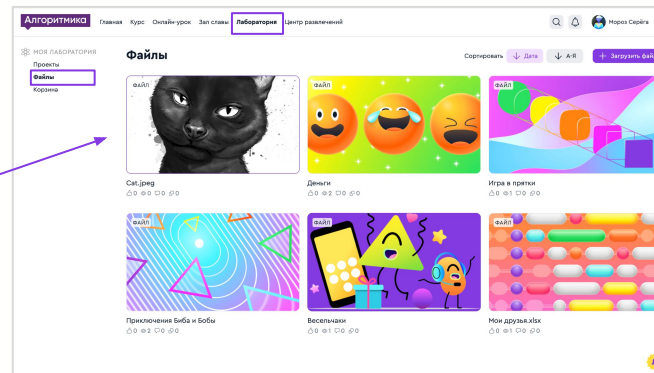 Алгоритмика Главная Курс Онлайн-урок Зал славы Лаборатория Центр развлечений Мороз Серёга
МОЯ ЛАБОРАТОРИЯ
Проекты
Файлы
Корзина
Файлы
Сортировать Дата А-Я + Загрузить файл
ФАЙЛ ФАЙЛ ФАЙЛ
Cat.jpeg Деньги Игра в прятки
0 0 0 0 0 2 0 0 0 1 0 0
ФАЙЛ ФАЙЛ ФАЙЛ
Приключения Биба и Бобы Весельчаки Мои друзья.xlsx
0 2 0 0 0 1 0 0 0 1 0 0